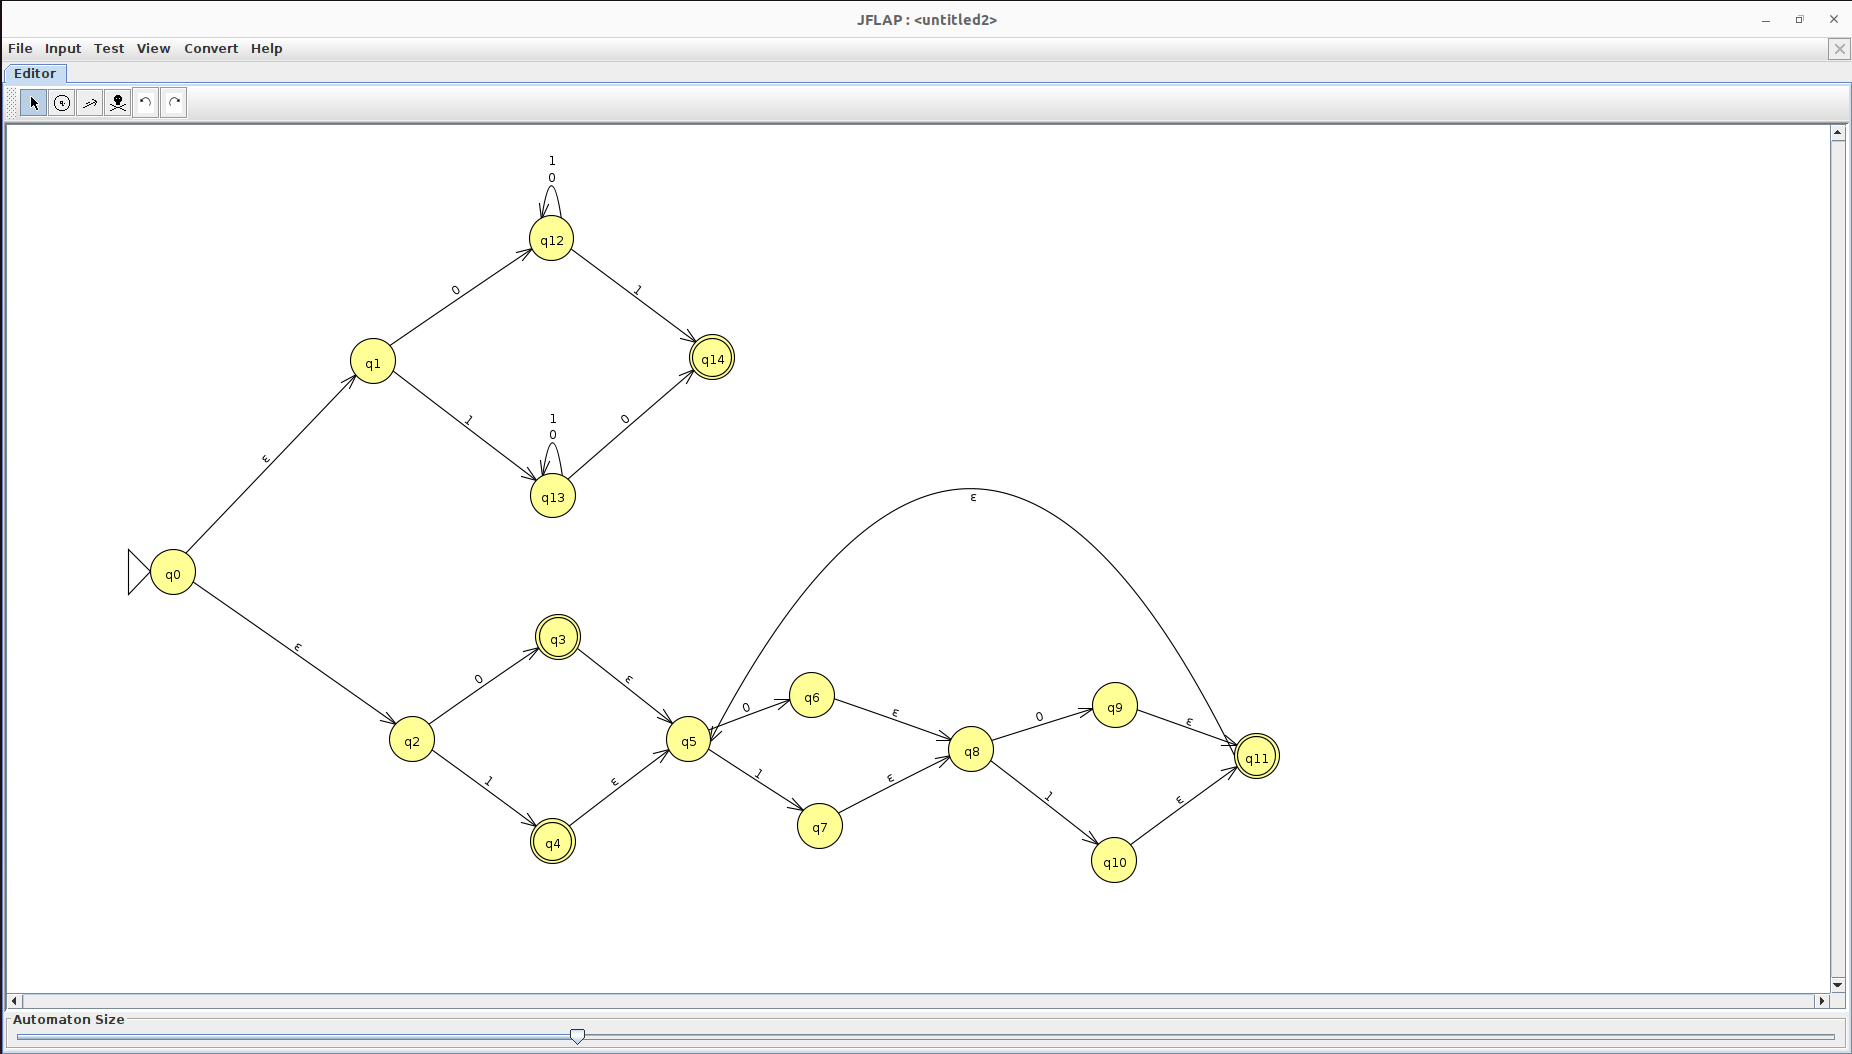 JFLAP : <untitled2>
File Input Test View Convert Help
Editor
1
0
q12
0
1
q1
q14
1
0
1
0
q13
ε
ε
q0
ε
q3
0
ε
q2
q5
0
q6
ε
0
q9
ε
q8
q11
1
ε
1
ε
1
ε
q4
q7
q10
Automaton Size